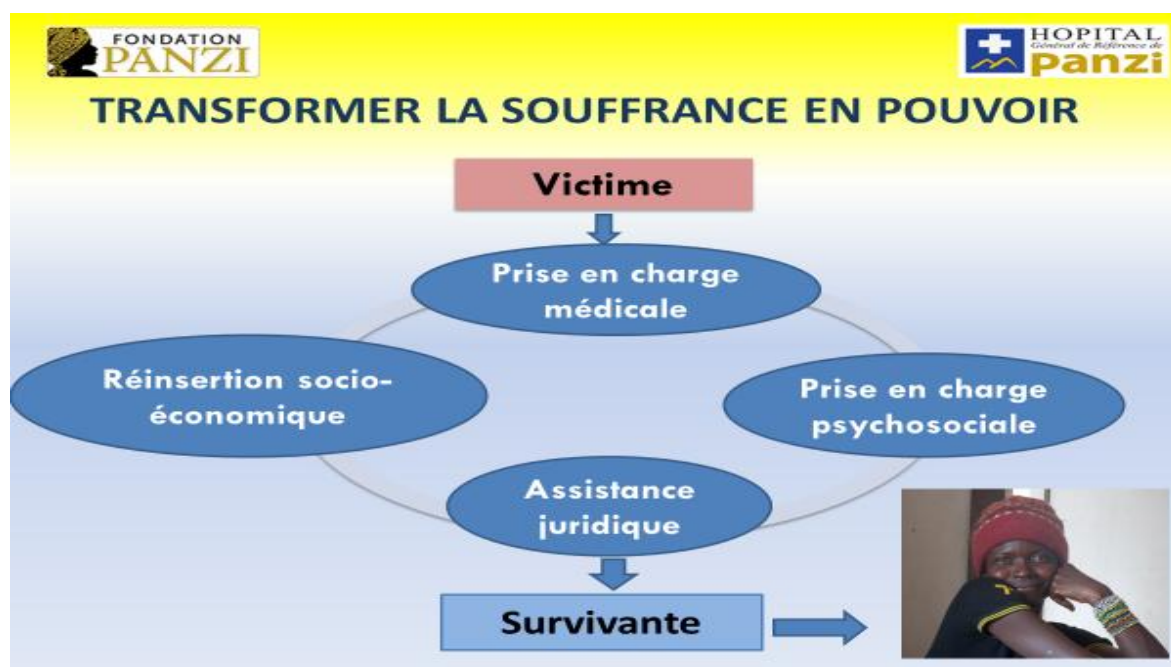 FONDATION
PANZI
HOPITAL
Général de Référence de
panzi
TRANSFORMER LA SOUFFRANCE EN POUVOIR
Victime
Prise en charge
médicale
Réinsertion socio-
économique
Prise en charge
psychosociale
Assistance
juridique
Survivante